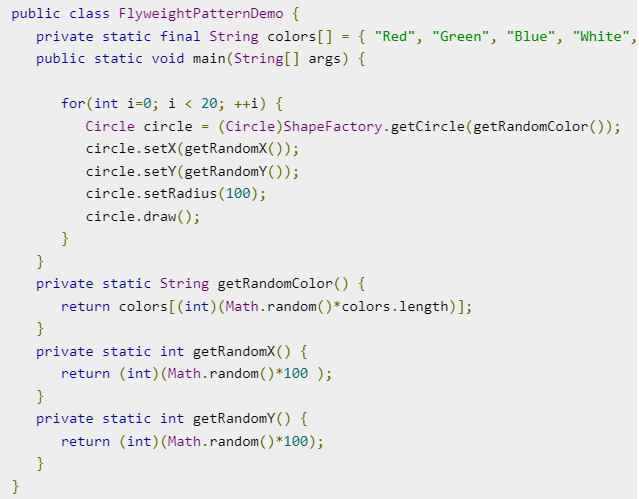 public class FlyweightPatternDemo {
   private static final String colors[] = { "Red", "Green", "Blue", "White",
   public static void main(String[] args) {

      for(int i=0; i < 20; ++i) {
         Circle circle = (Circle)ShapeFactory.getCircle(getRandomColor());
         circle.setX(getRandomX());
         circle.setY(getRandomY());
         circle.setRadius(100);
         circle.draw();
      }
   }
   private static String getRandomColor() {
      return colors[(int)(Math.random()*colors.length)];
   }
   private static int getRandomX() {
      return (int)(Math.random()*100 );
   }
   private static int getRandomY() {
      return (int)(Math.random()*100);
   }
}